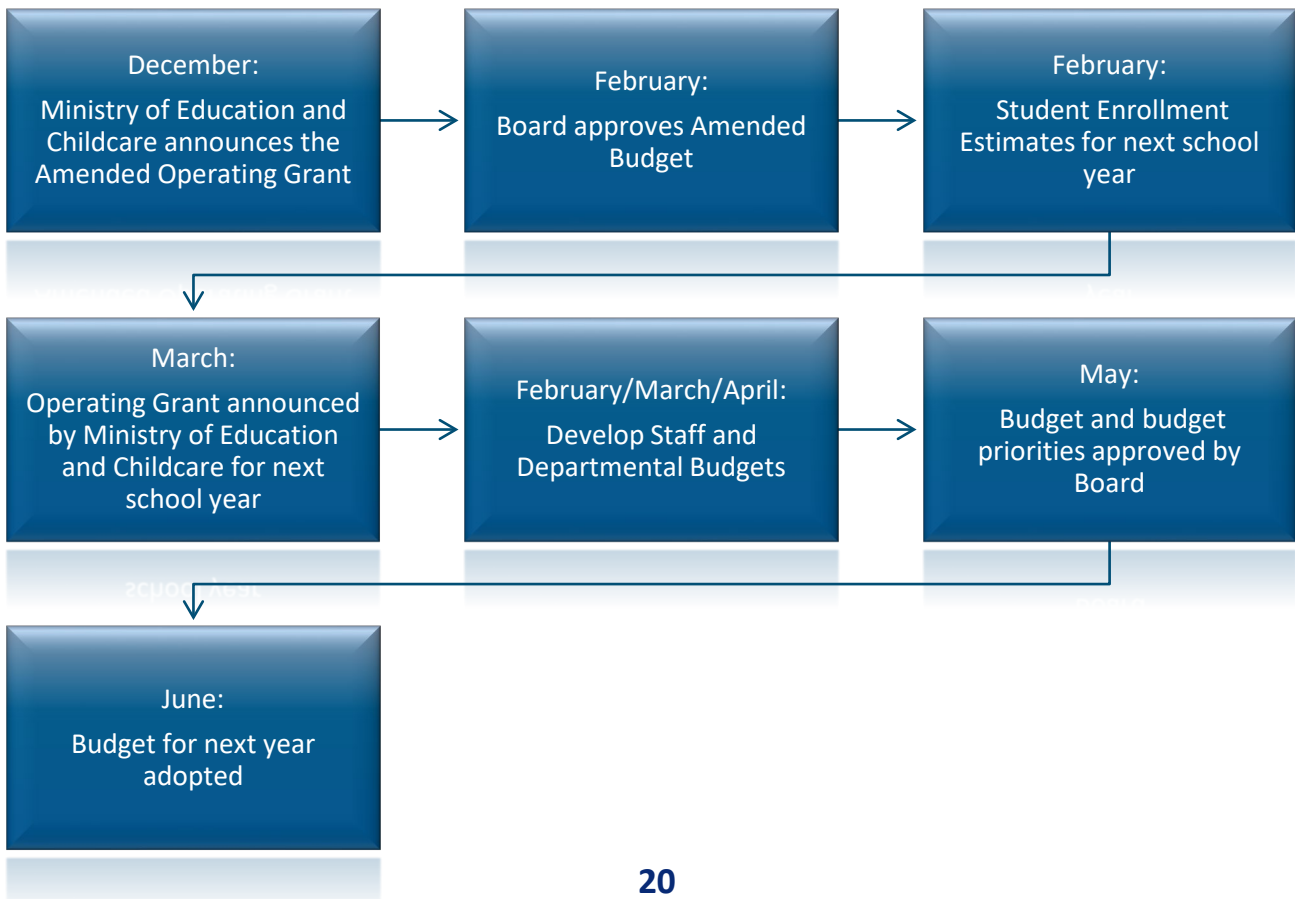 December:
Ministry of Education and
Childcare announces the
Amended Operating Grant
February:
Board approves Amended
Budget
February:
Student Enrollment
Estimates for next school
year
March:
Operating Grant announced
by Ministry of Education
and Childcare for next
school year
February/March/April:
Develop Staff and
Departmental Budgets
May:
Budget and budget
priorities approved by
Board
June:
Budget for next year
adopted
20